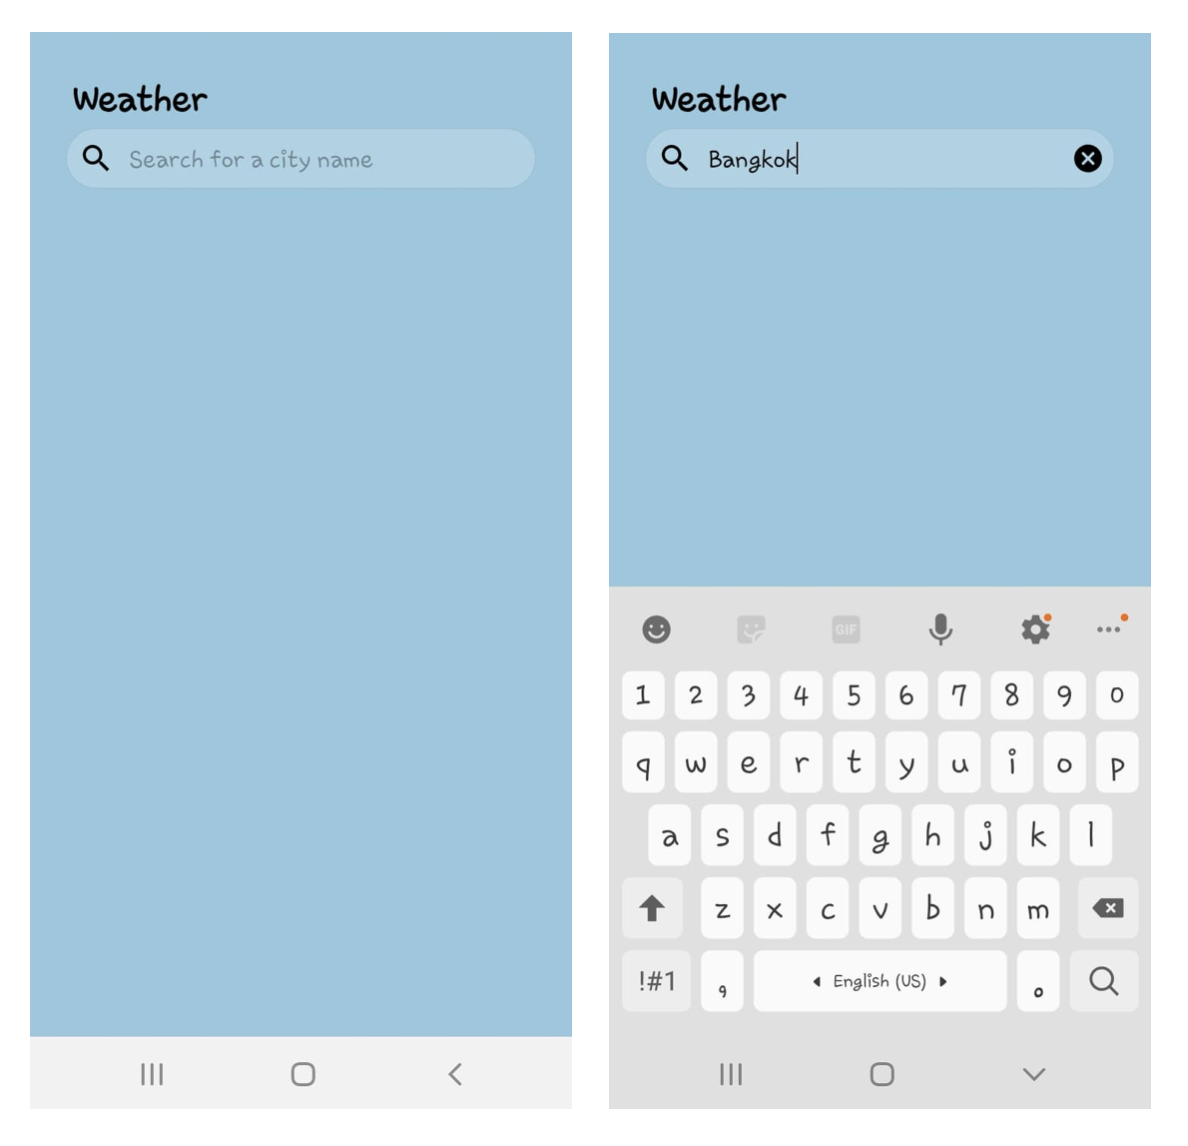 Weather
Search for a city name
Weather
Bangkok
GIF
1 2 3 4 5 6 7 8 9 0
q w e r t y u i o p
a s d f g h j k l
z x c v b n m
!#1 , English (US) .